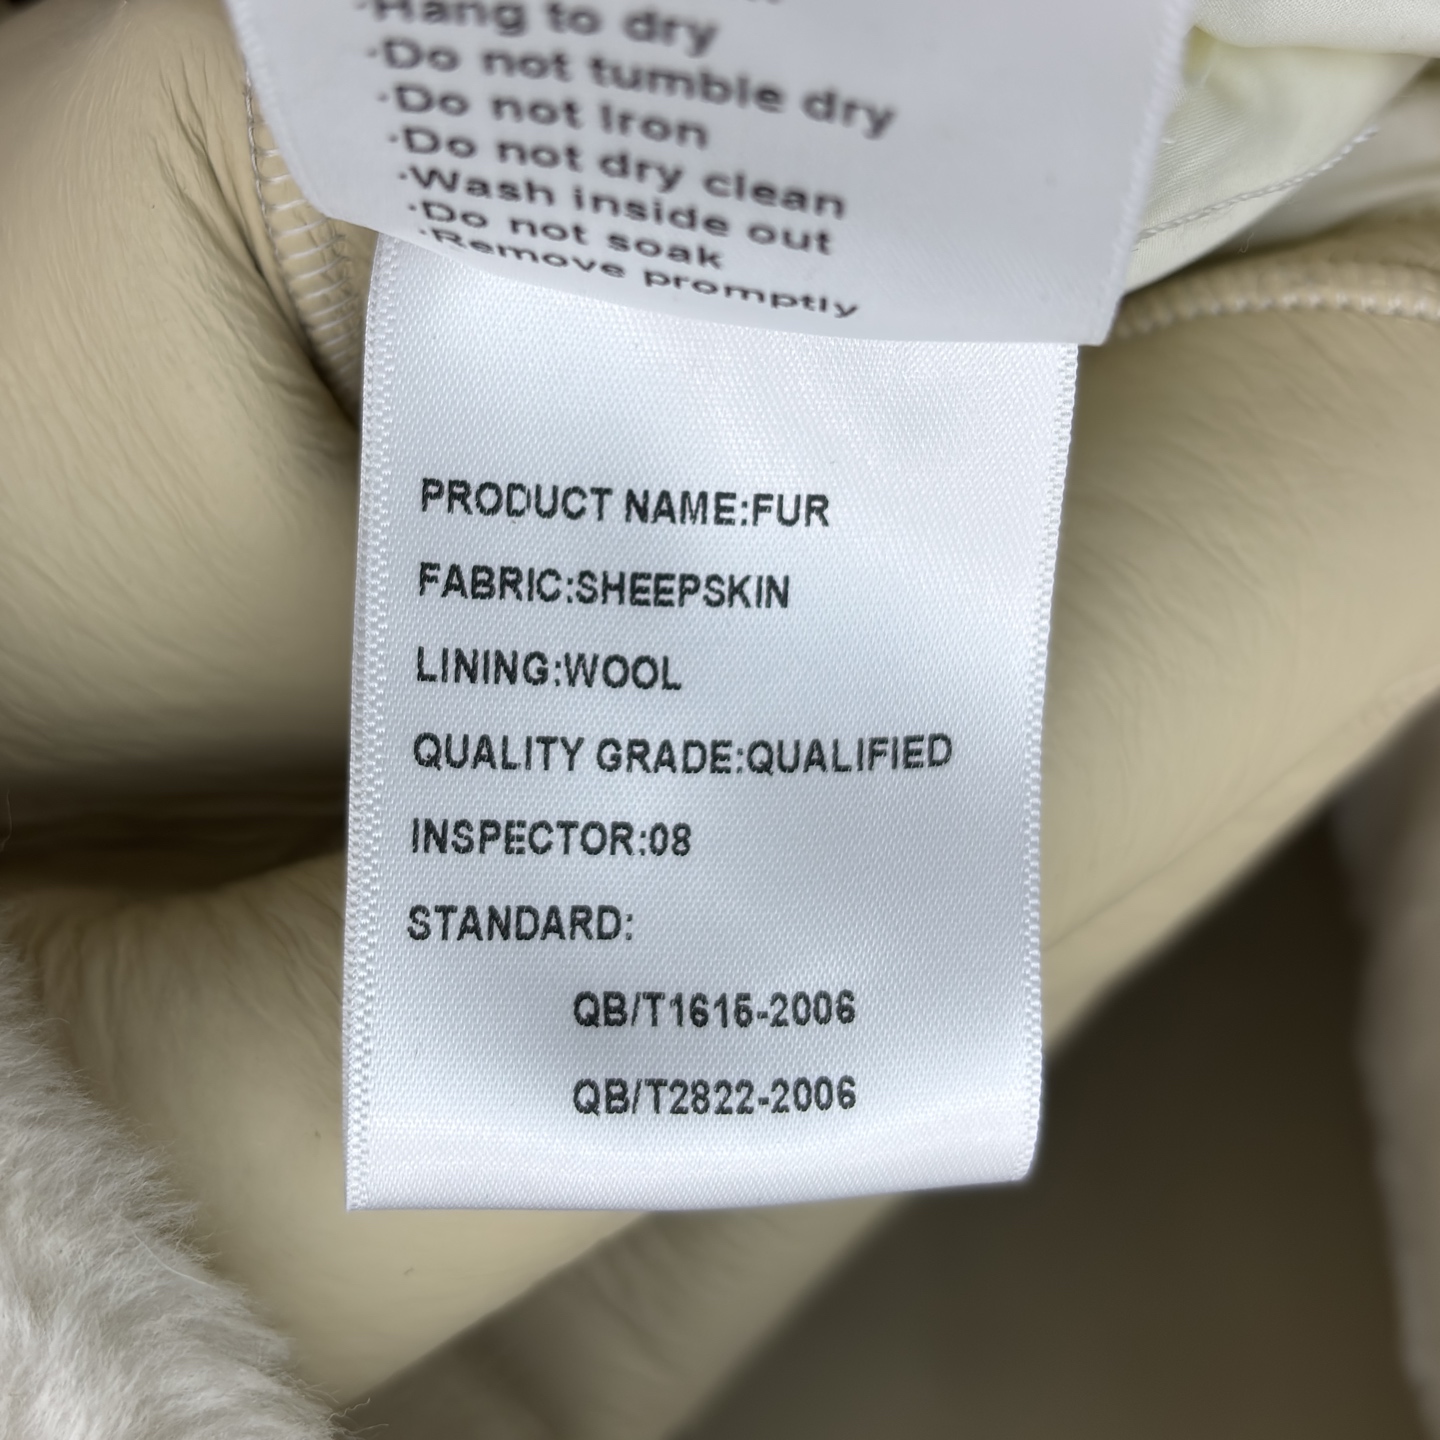 ·Hang to dry
·Do not tumble dry
·Do not Iron
·Do not dry clean
·Wash inside out
·Do not soak
·Remove promptly
PRODUCT NAME:FUR
FABRIC:SHEEPSKIN
LINING:WOOL
QUALITY GRADE:QUALIFIED
INSPECTOR:08
STANDARD:
QB/T1615-2006
QB/T2822-2006